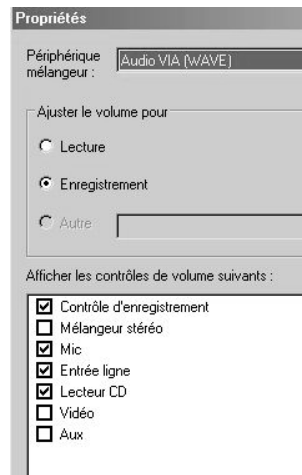 Propriétés
Périphérique
mélangeur :
Audio VIA (WAVE)
Ajuster le volume pour
Lecture
Enregistrement
Autre
Afficher les contrôles de volume suivants :
Contrôle d'enregistrement
Mélangeur stéréo
Mic
Entrée ligne
Lecteur CD
Vidéo
Aux